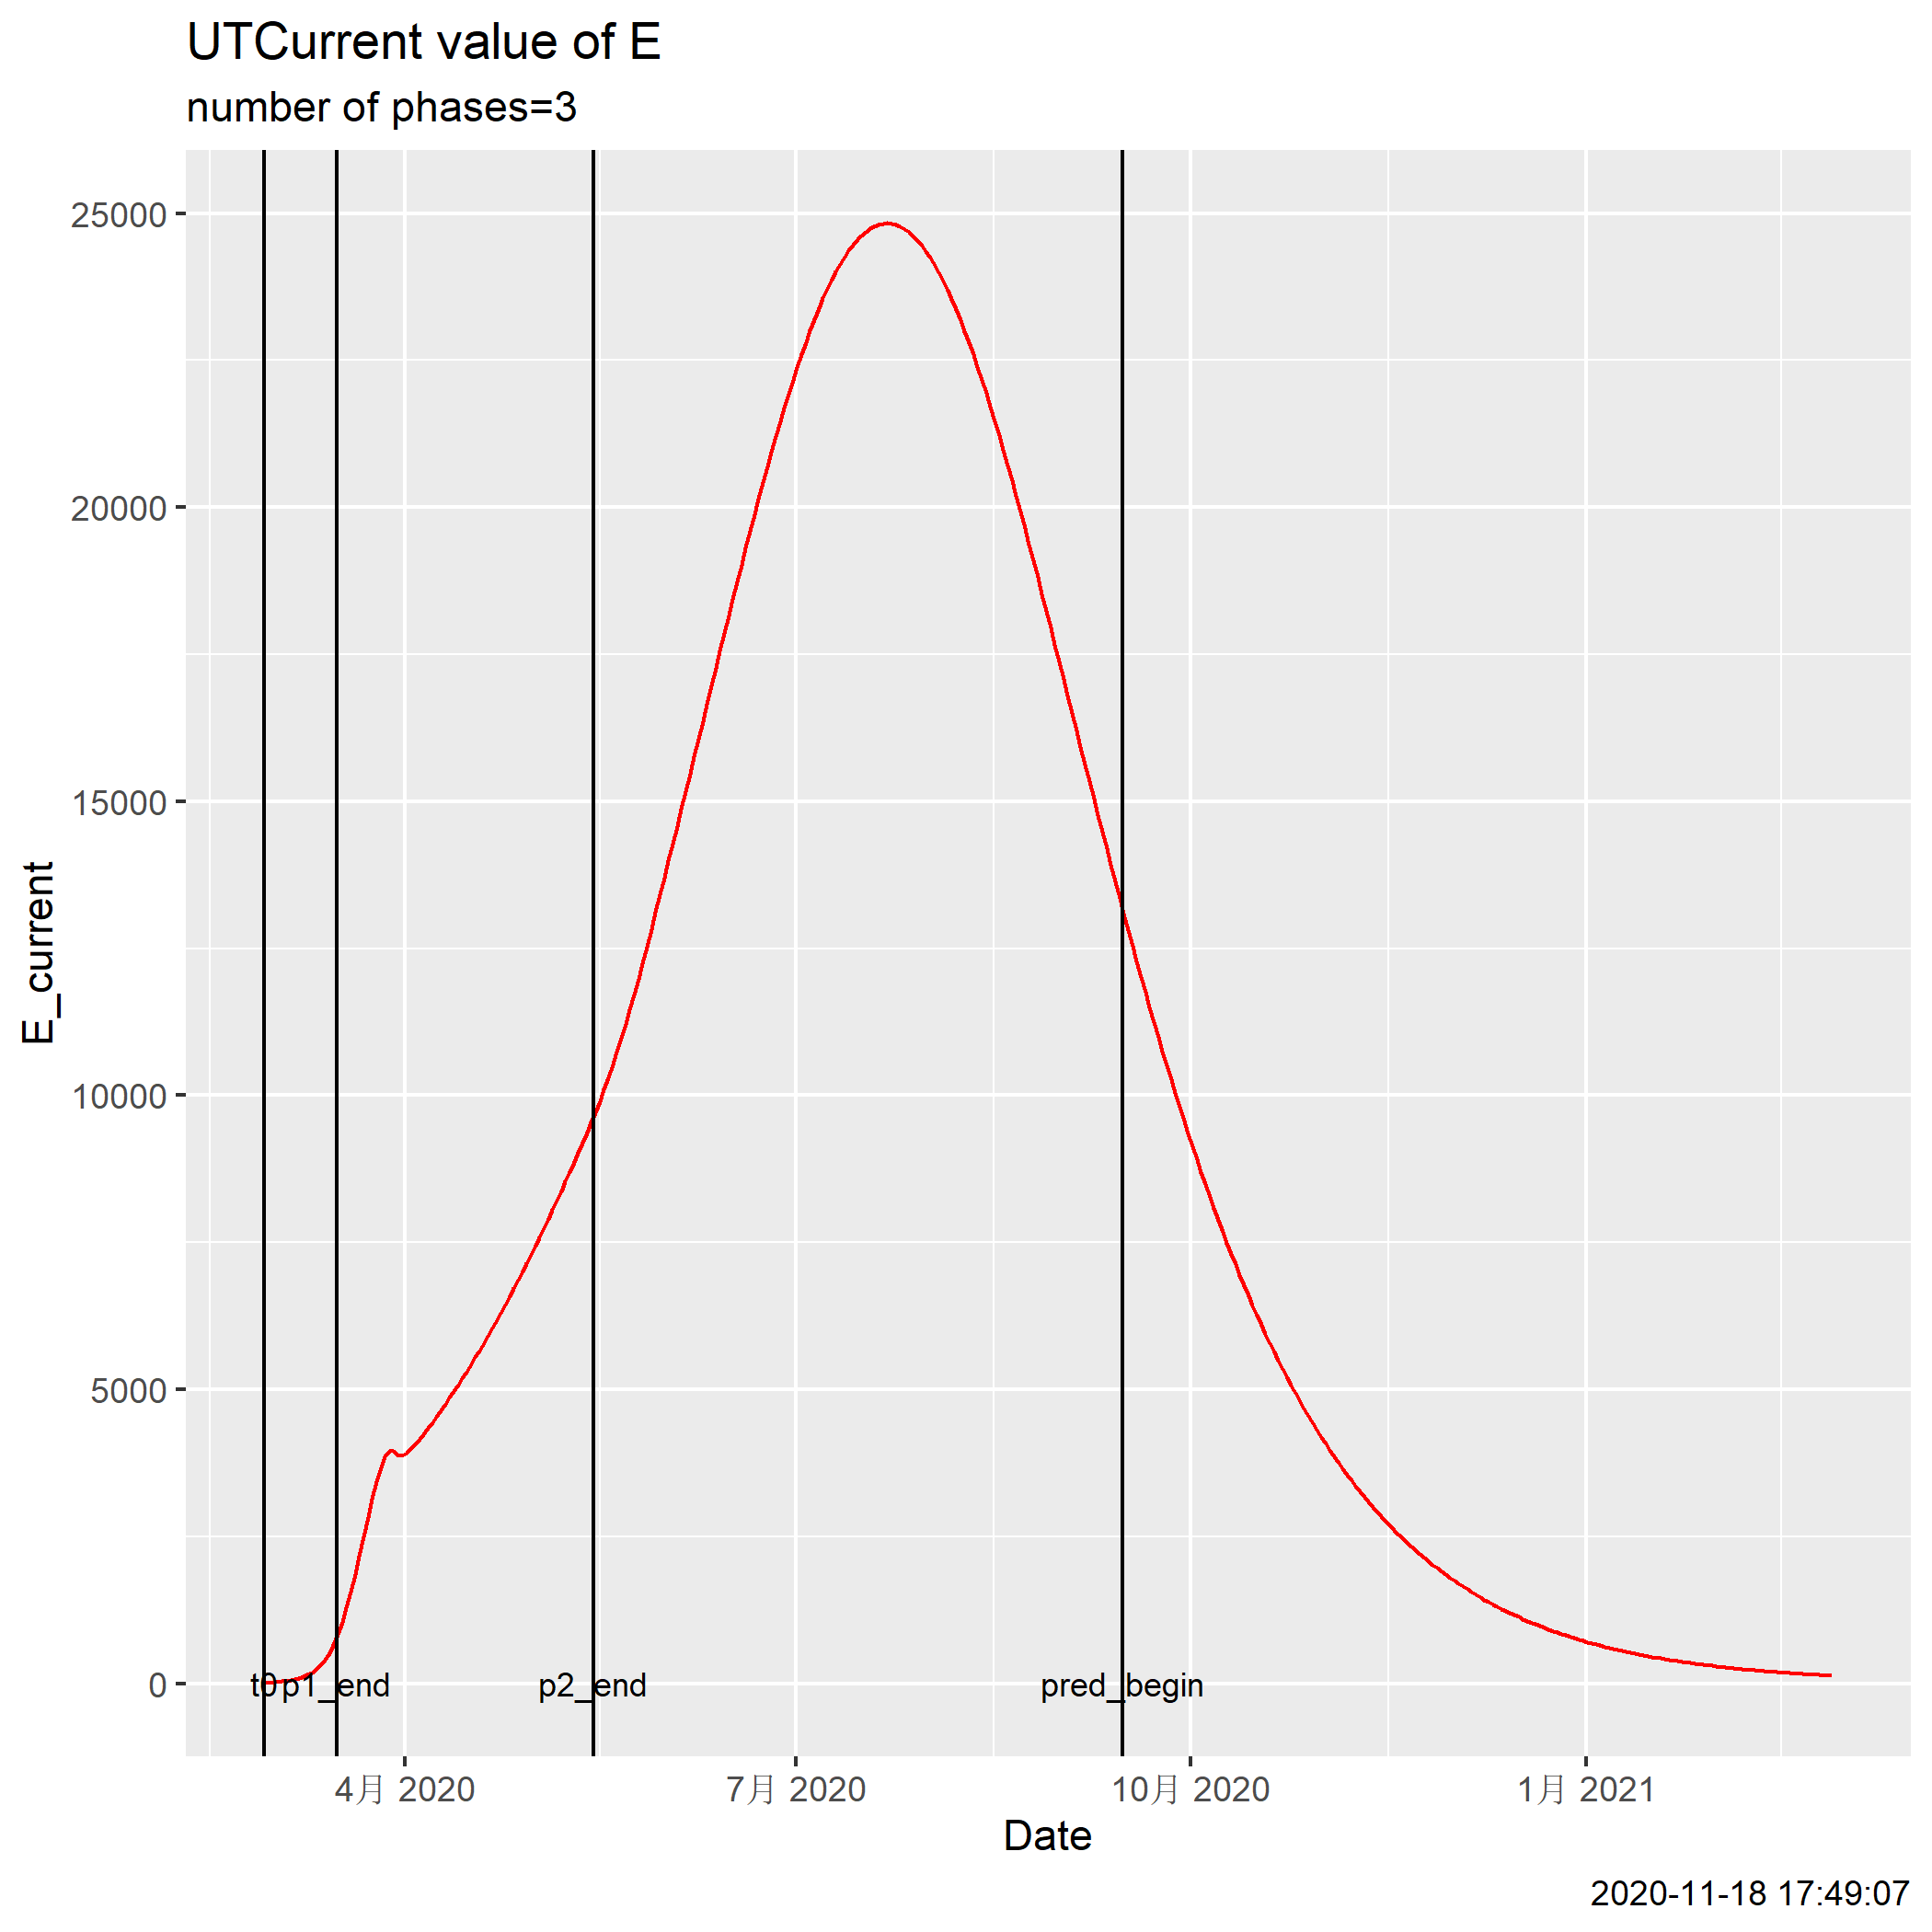 UTCurrent value of E
number of phases=3
25000
20000
15000
10000
5000
0
E_current
t0 p1_end p2_end pred_begin
4月 2020 7月 2020 10月 2020 1月 2021
Date
2020-11-18 17:49:07